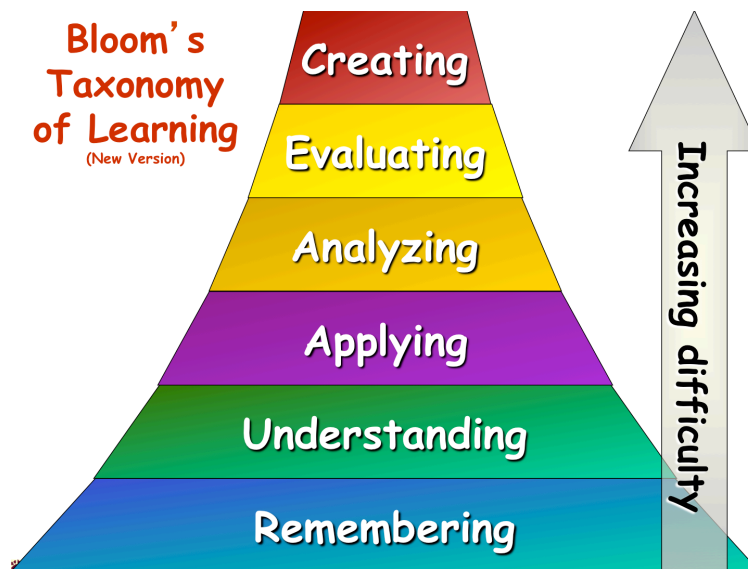 Bloom's
Taxonomy
of Learning
(New Version)
Creating
Evaluating
Analyzing
Applying
Understanding
Remembering
Increasing difficulty